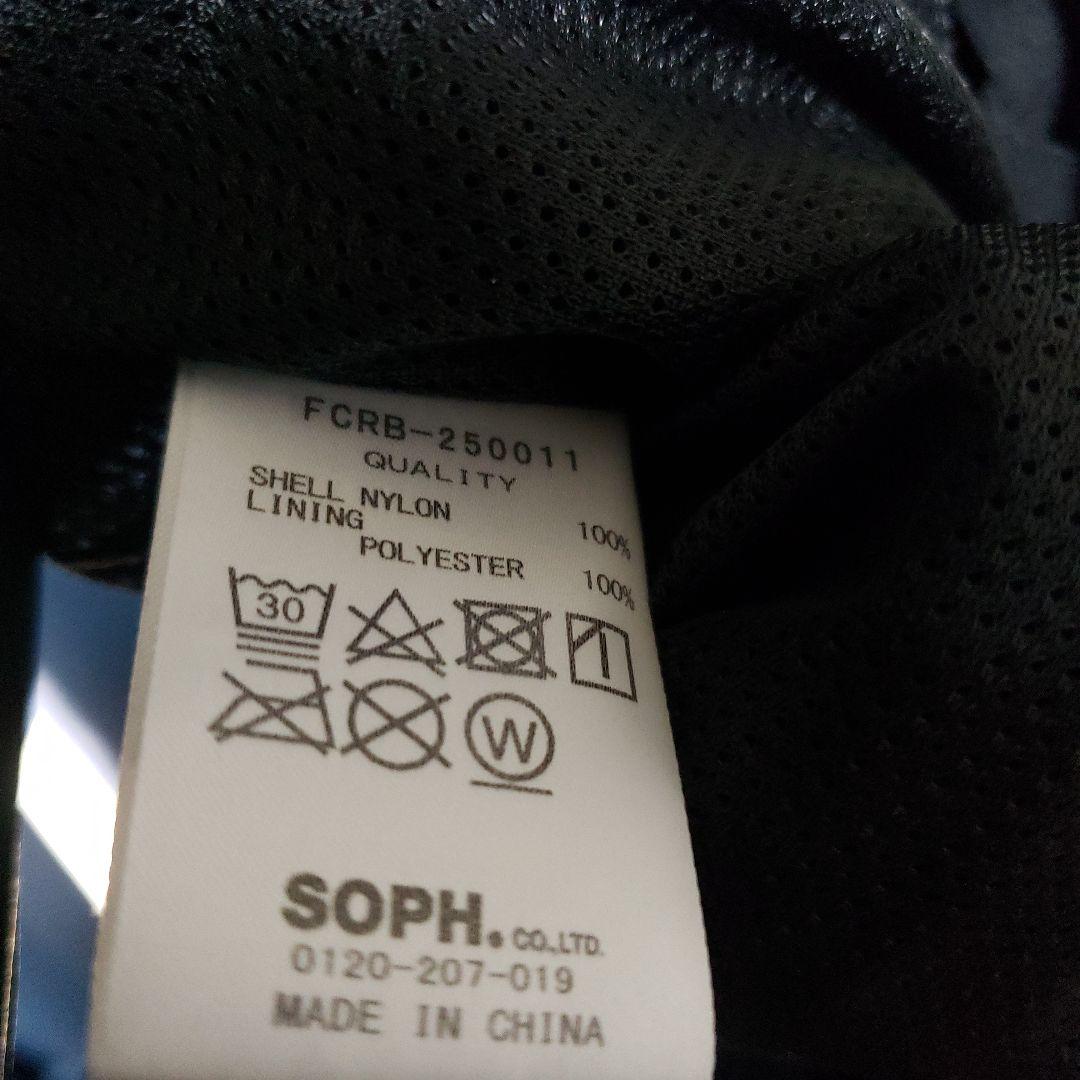 FCRB-250011
QUALITY
SHELL NYLON 100%
LINING
POLYESTER 100%
30
W
SOPH. CO.,LTD.
0120-207-019
MADE IN CHINA